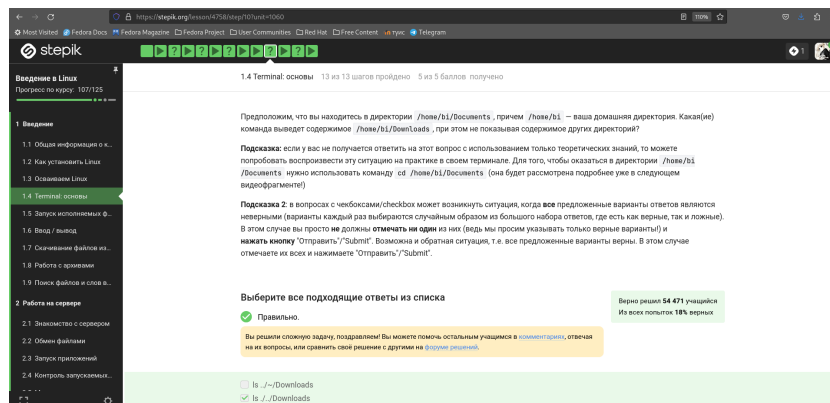 https://stepik.org/lesson/4758/step/10?unit=1060
110%
Most Visited Fedora Docs Fedora Magazine Fedora Project User Communities Red Hat Free Content лл тупс Telegram
stepik
1
Введение в Linux
Прогресс по курсу: 107/125
1.4 Terminal: основы 13 из 13 шагов пройдено 5 из 5 баллов получено
1 Введение
1.1 Общая информация о к...
1.2 Как установить Linux
1.3 Осваиваем Linux
1.4 Terminal: основы
1.5 Запуск исполняемых ф...
1.6 Ввод / вывод
1.7 Скачивание файлов из...
1.8 Работа с архивами
1.9 Поиск файлов и слов в...
2 Работа на сервере
2.1 Знакомство с сервером
2.2 Обмен файлами
2.3 Запуск приложений
2.4 Контроль запускаемых...
Предположим, что вы находитесь в директории /home/bi/Documents, причем /home/bi — ваша домашняя директория. Какая(ие)
команда выведет содержимое /home/bi/Downloads, при этом не показывая содержимое других директорий?
Подсказка: если у вас не получается ответить на этот вопрос с использованием только теоретических знаний, то можете
попробовать воспроизвести эту ситуацию на практике в своем терминале. Для того, чтобы оказаться в директории /home/bi
/Documents нужно использовать команду cd /home/bi/Documents (она будет рассмотрена подробнее уже в следующем
видеофрагменте!)
Подсказка 2: в вопросах с чекбоксами/checkbox может возникнуть ситуация, когда все предложенные варианты ответов являются
неверными (варианты каждый раз выбираются случайным образом из большого набора ответов, где есть как верные, так и ложные).
В этом случае вы просто не должны отмечать ни один из них (ведь мы просим указывать только верные варианты!) и
нажать кнопку "Отправить"/"Submit". Возможна и обратная ситуация, т.е. все предложенные варианты верны. В этом случае
отмечаете их всех и нажимаете "Отправить"/"Submit".
Выберите все подходящие ответы из списка
Правильно.
Верно решил 54 471 учащийся
Из всех попыток 18% верных
Вы решили сложную задачу, поздравляем! Вы можете помочь остальным учащимся в комментариях, отвечая
на их вопросы, или сравнить своё решение с другими на форуме решений.
ls ../~/Downloads
ls ./../Downloads